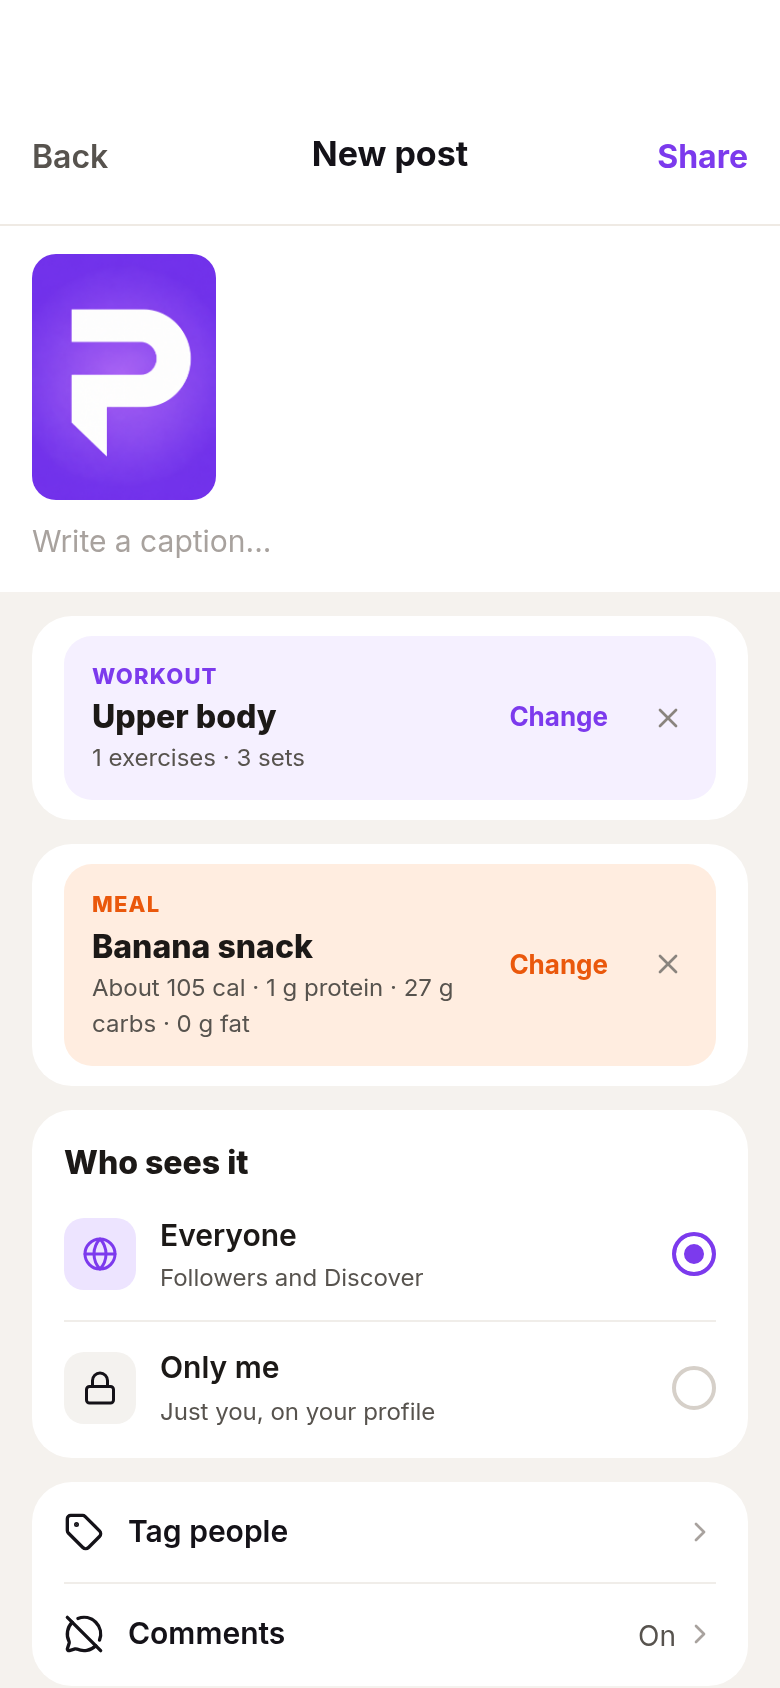 Back
New post
Share
P
Write a caption...
WORKOUT
Upper body
1 exercises · 3 sets
Change
MEAL
Banana snack
About 105 cal · 1 g protein · 27 g
carbs · 0 g fat
Change
Who sees it
Everyone
Followers and Discover
Only me
Just you, on your profile
Tag people
Comments
On